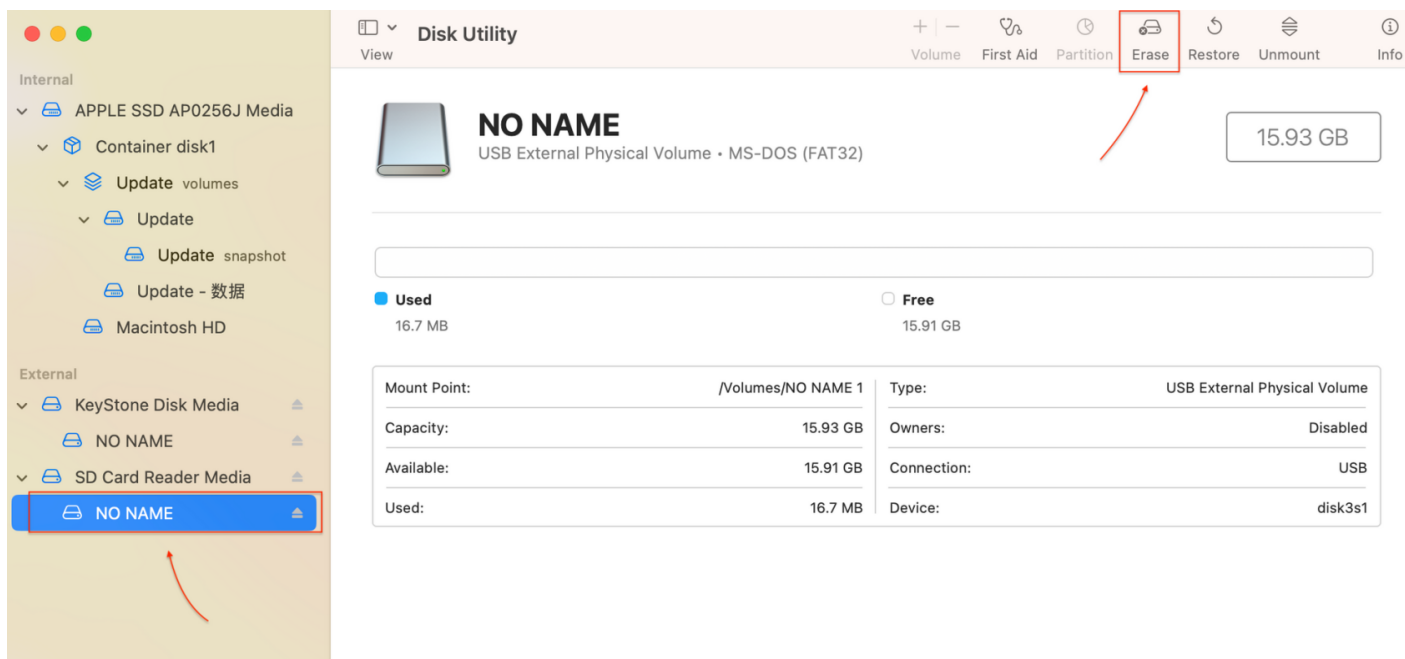 Disk Utility
View
Volume First Aid Partition Erase Restore Unmount Info
Internal
APPLE SSD AP0256J Media
Container disk1
Update volumes
Update
Update snapshot
Update - 数据
Macintosh HD
External
KeyStone Disk Media
NO NAME
SD Card Reader Media
NO NAME
NO NAME
USB External Physical Volume • MS-DOS (FAT32)
15.93 GB
Used
16.7 MB
Free
15.91 GB
Mount Point: /Volumes/NO NAME 1
Type: USB External Physical Volume
Capacity: 15.93 GB
Owners: Disabled
Available: 15.91 GB
Connection: USB
Used: 16.7 MB
Device: disk3s1